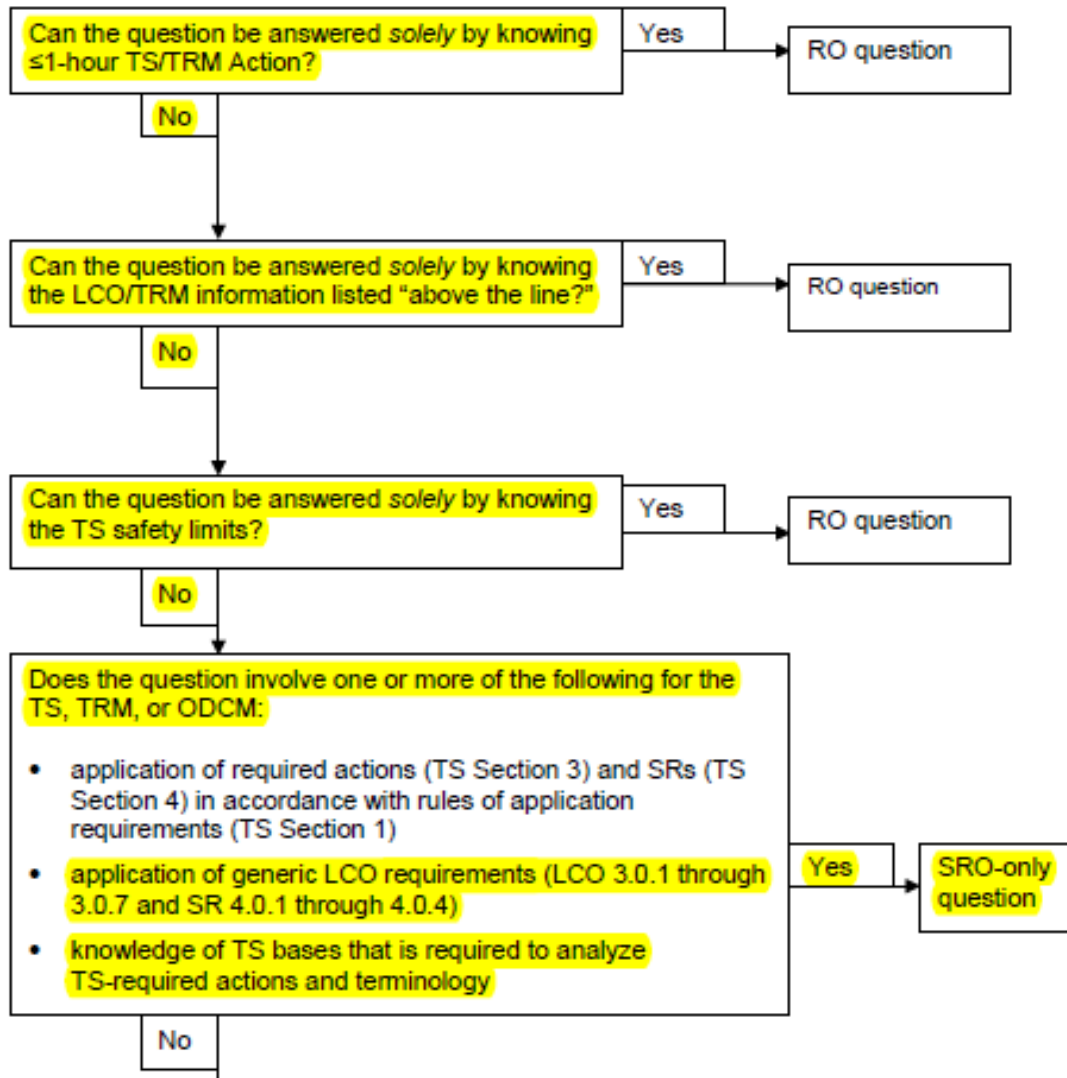 Can the question be answered solely by knowing
≤1-hour TS/TRM Action?
Yes
RO question
No
Can the question be answered solely by knowing
the LCO/TRM information listed “above the line?”
Yes
RO question
No
Can the question be answered solely by knowing
the TS safety limits?
Yes
RO question
No
Does the question involve one or more of the following for the
TS, TRM, or ODCM:
• application of required actions (TS Section 3) and SRs (TS
Section 4) in accordance with rules of application
requirements (TS Section 1)
• application of generic LCO requirements (LCO 3.0.1 through
3.0.7 and SR 4.0.1 through 4.0.4)
• knowledge of TS bases that is required to analyze
TS-required actions and terminology
Yes
SRO-only
question
No